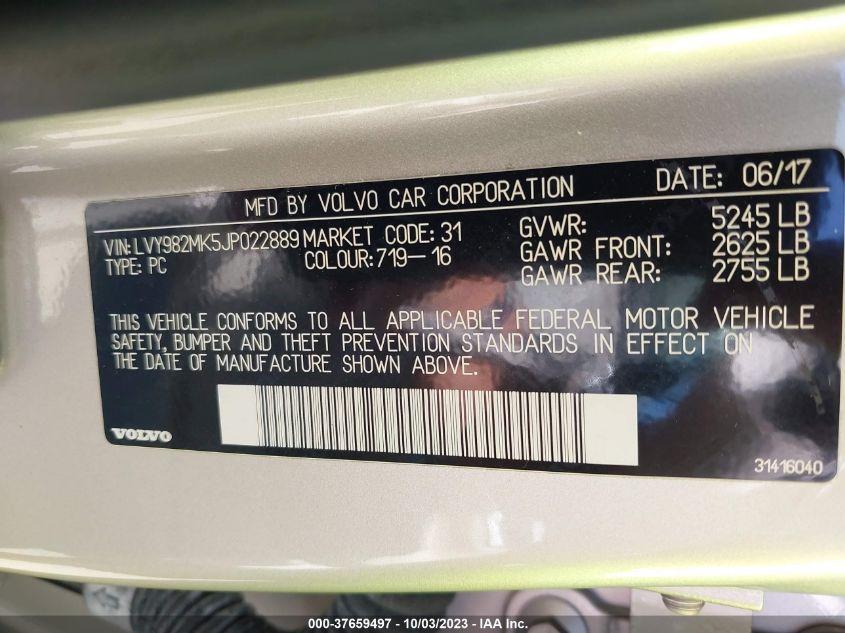 MFD BY VOLVO CAR CORPORATION DATE: 06/17
VIN: LVY982MK5JP022889 MARKET CODE: 31 GVWR: 5245 LB
TYPE: PC COLOUR: 719-16 GAWR FRONT: 2625 LB
GAWR REAR: 2755 LB
THIS VEHICLE CONFORMS TO ALL APPLICABLE FEDERAL MOTOR VEHICLE
SAFETY, BUMPER AND THEFT PREVENTION STANDARDS IN EFFECT ON
THE DATE OF MANUFACTURE SHOWN ABOVE.
VOLVO
31416040
000-37659497 - 10/03/2023 - IAA Inc.